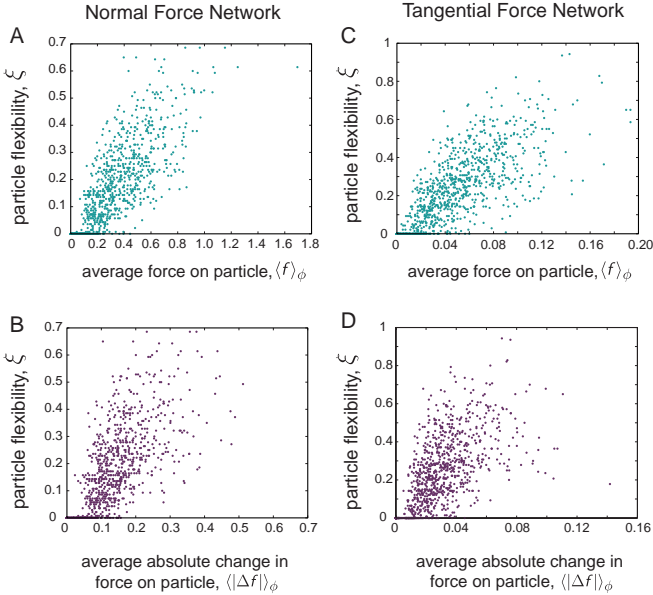 Normal Force Network
Tangential Force Network
A
particle flexibility, ξ
0.7
0.6
0.5
0.4
0.3
0.2
0.1
0
0 0.2 0.4 0.6 0.8 1.0 1.2 1.4 1.6 1.8
average force on particle, ⟨f⟩ϕ
C
particle flexibility, ξ
1
0.8
0.6
0.4
0.2
0
0 0.04 0.08 0.12 0.16 0.20
average force on particle, ⟨f⟩ϕ
B
particle flexibility, ξ
0.7
0.6
0.5
0.4
0.3
0.2
0.1
0
0 0.1 0.2 0.3 0.4 0.5 0.6 0.7
average absolute change in
force on particle, ⟨|Δf|⟩ϕ
D
particle flexibility, ξ
1
0.8
0.6
0.4
0.2
0
0.04 0.08 0.12 0.16
average absolute change in
force on particle, ⟨|Δf|⟩ϕ